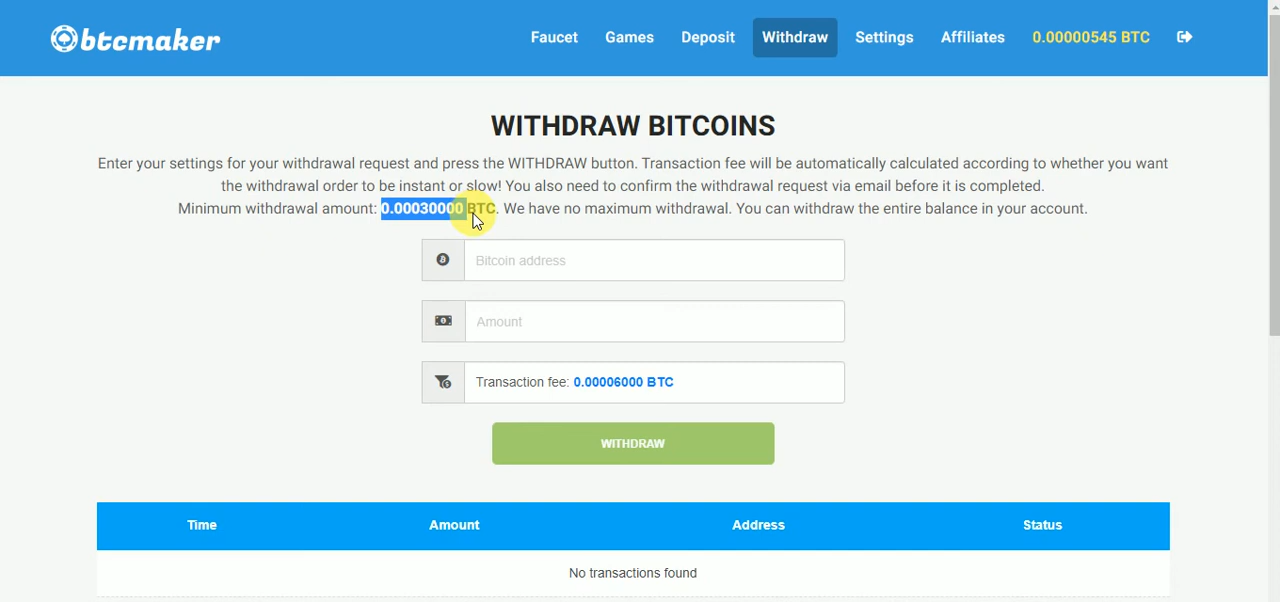 btcmaker
Faucet Games Deposit Withdraw Settings Affiliates 0.00000545 BTC
WITHDRAW BITCOINS
Enter your settings for your withdrawal request and press the WITHDRAW button. Transaction fee will be automatically calculated according to whether you want
the withdrawal order to be instant or slow! You also need to confirm the withdrawal request via email before it is completed.
Minimum withdrawal amount: 0.00030000 BTC. We have no maximum withdrawal. You can withdraw the entire balance in your account.
Bitcoin address
Amount
Transaction fee: 0.00006000 BTC
WITHDRAW
Time Amount Address Status
No transactions found